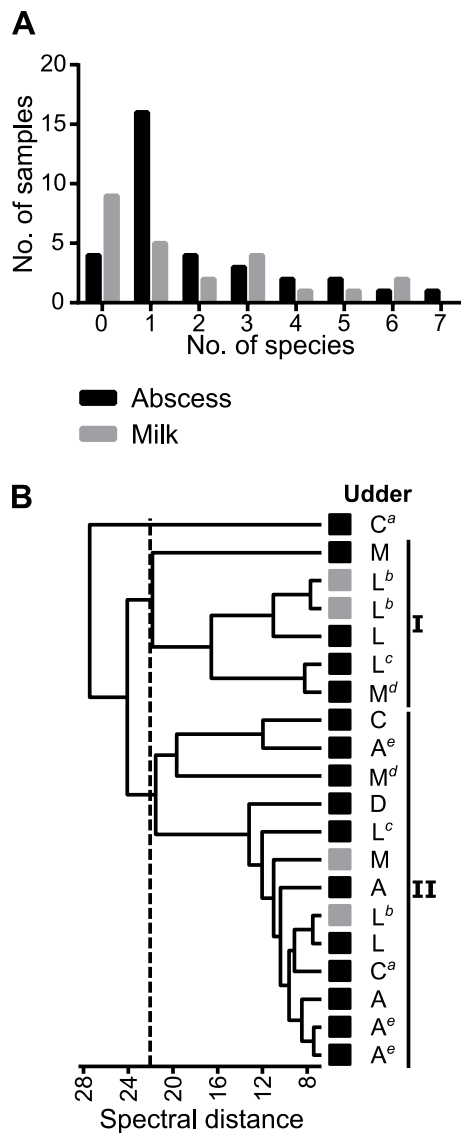 A
20
15
10
5
0
No. of samples
0 1 2 3 4 5 6 7
No. of species
Abscess
Milk
B
Udder
Cᵃ
M
Lᵇ
Lᵇ
L
Lᶜ
Mᵈ
I
C
Aᵉ
Mᵈ
D
Lᶜ
M
A
Lᵇ
L
Cᵃ
A
Aᵉ
Aᵉ
II
28 24 20 16 12 8
Spectral distance